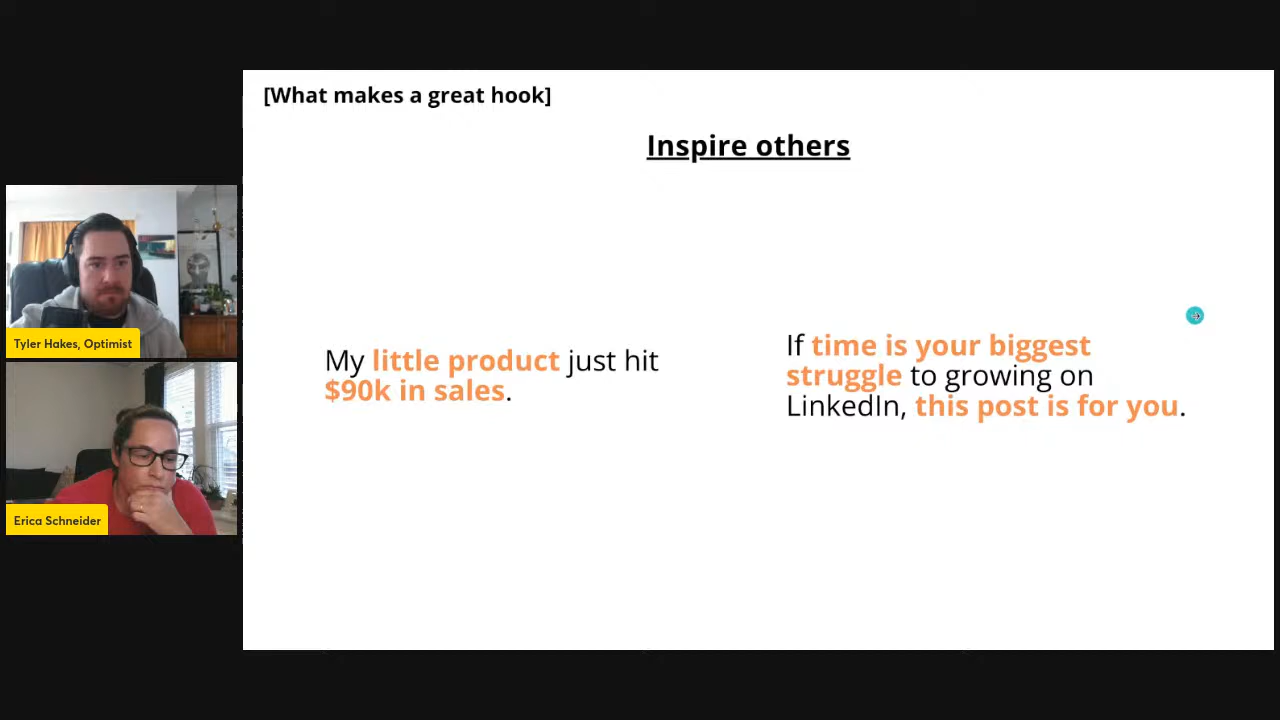 [What makes a great hook]
Inspire others
My little product just hit
$90k in sales.
If time is your biggest
struggle to growing on
LinkedIn, this post is for you.
Tyler Hakes, Optimist
Erica Schneider